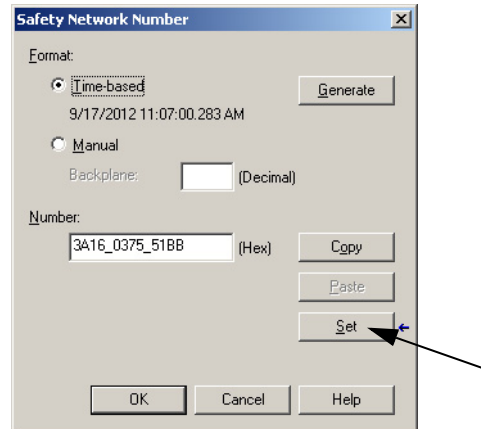 Safety Network Number
Format:
Time-based
Generate
9/17/2012 11:07:00.283 AM
Manual
Backplane:
(Decimal)
Number:
3A16_0375_51BB
(Hex)
Copy
Paste
Set
OK
Cancel
Help